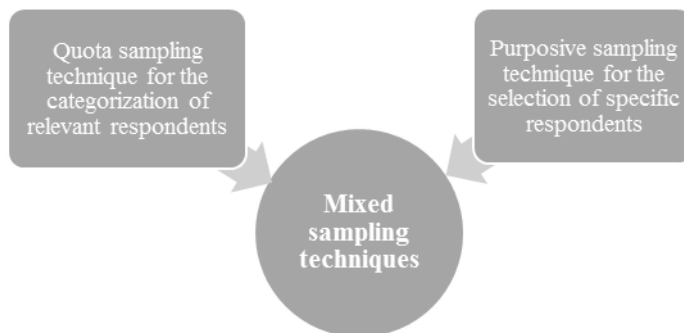 Quota sampling
technique for the
categorization of
relevant respondents
Purposive sampling
technique for the
selection of specific
respondents
Mixed
sampling
techniques